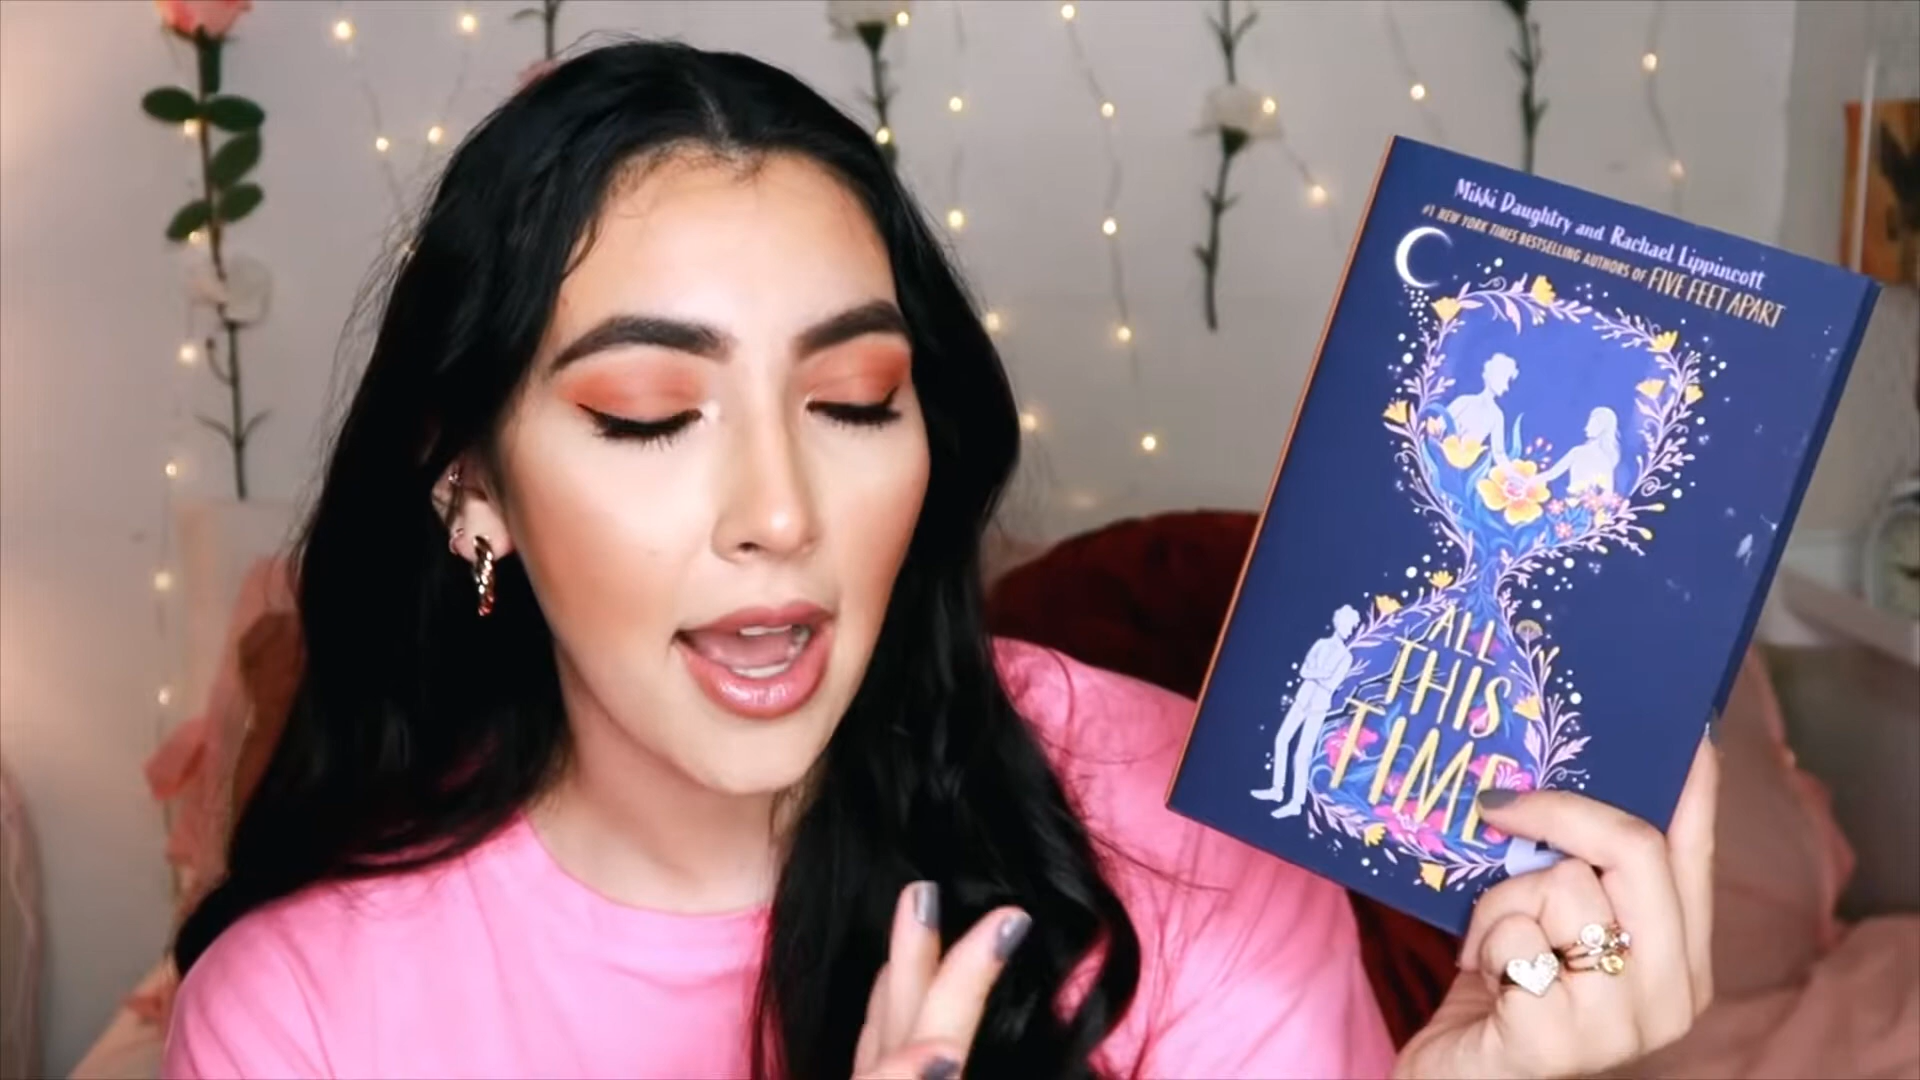 Mikki Daughtry and Rachael Lippincott
#1 NEW YORK TIMES BESTSELLING AUTHORS OF FIVE FEET APART
ALL
THIS
TIME